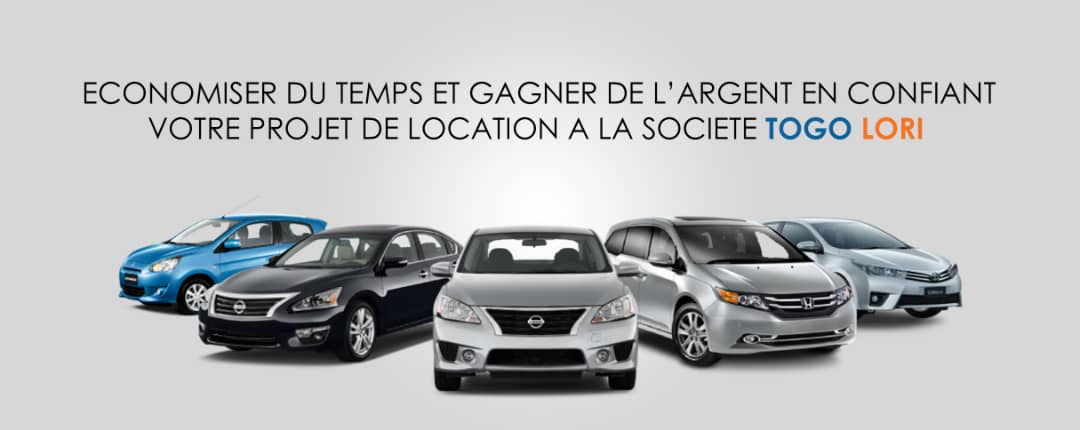 ECONOMISER DU TEMPS ET GAGNER DE L’ARGENT EN CONFIANT
VOTRE PROJET DE LOCATION A LA SOCIETE TOGO LORI